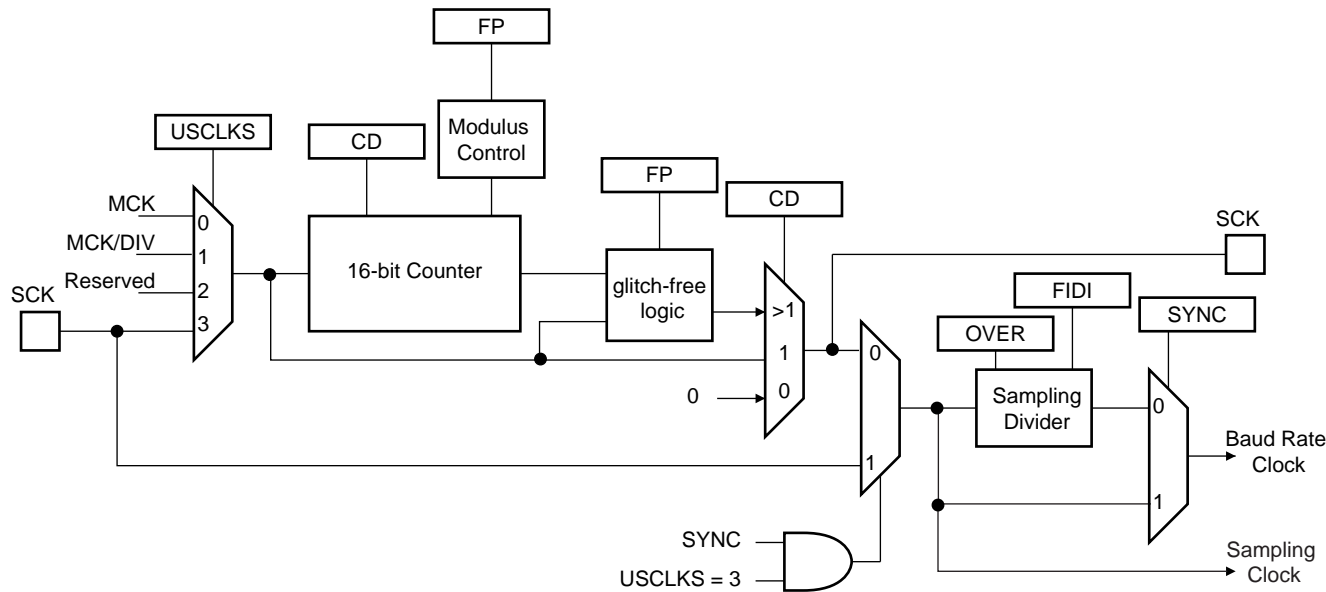 FP
USCLKS
CD
Modulus
Control
FP
CD
MCK
0
MCK/DIV
1
Reserved
2
SCK
3
16-bit Counter
glitch-free
logic
>1
1
0
0
SCK
FIDI
OVER
SYNC
0
1
Sampling
Divider
0
1
Baud Rate
Clock
SYNC
USCLKS = 3
Sampling
Clock